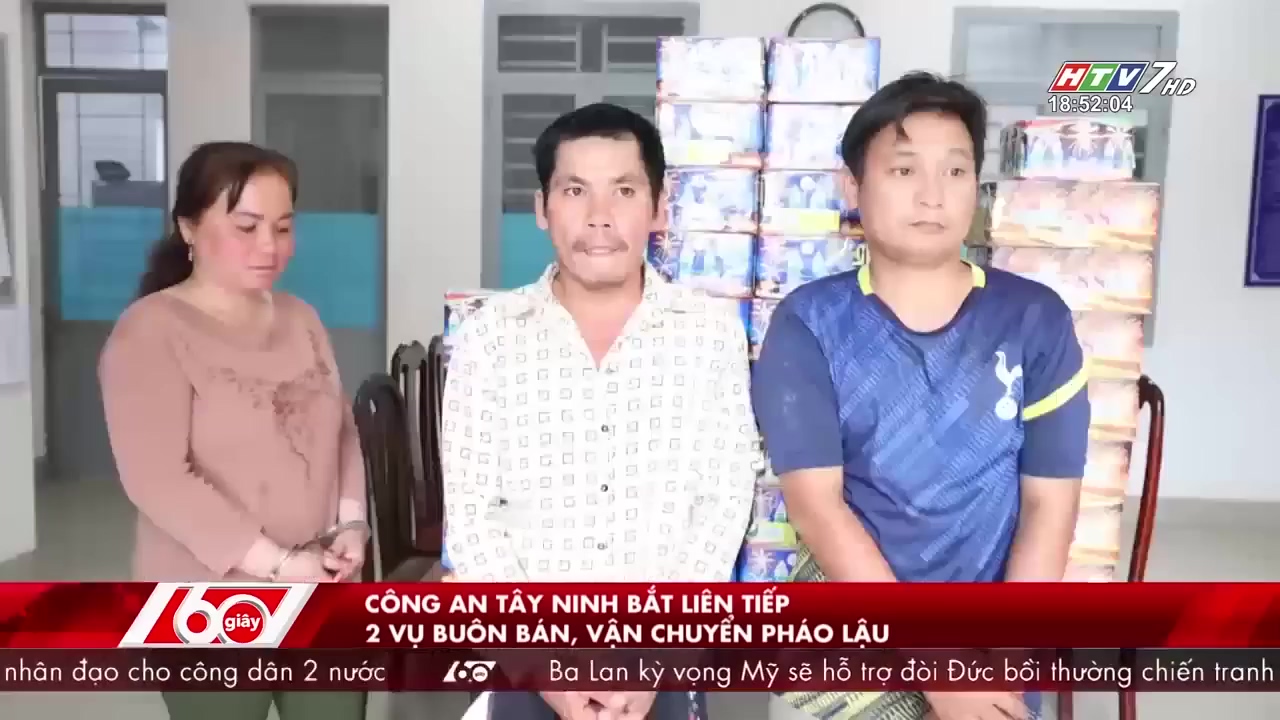 HTV7 HD
18:52:04
60 giây
CÔNG AN TÂY NINH BẮT LIÊN TIẾP
2 VỤ BUÔN BÁN, VẬN CHUYỂN PHÁO LẬU
nhân đạo cho công dân 2 nước
60 giây
Ba Lan kỳ vọng Mỹ sẽ hỗ trợ đòi Đức bồi thường chiến tranh